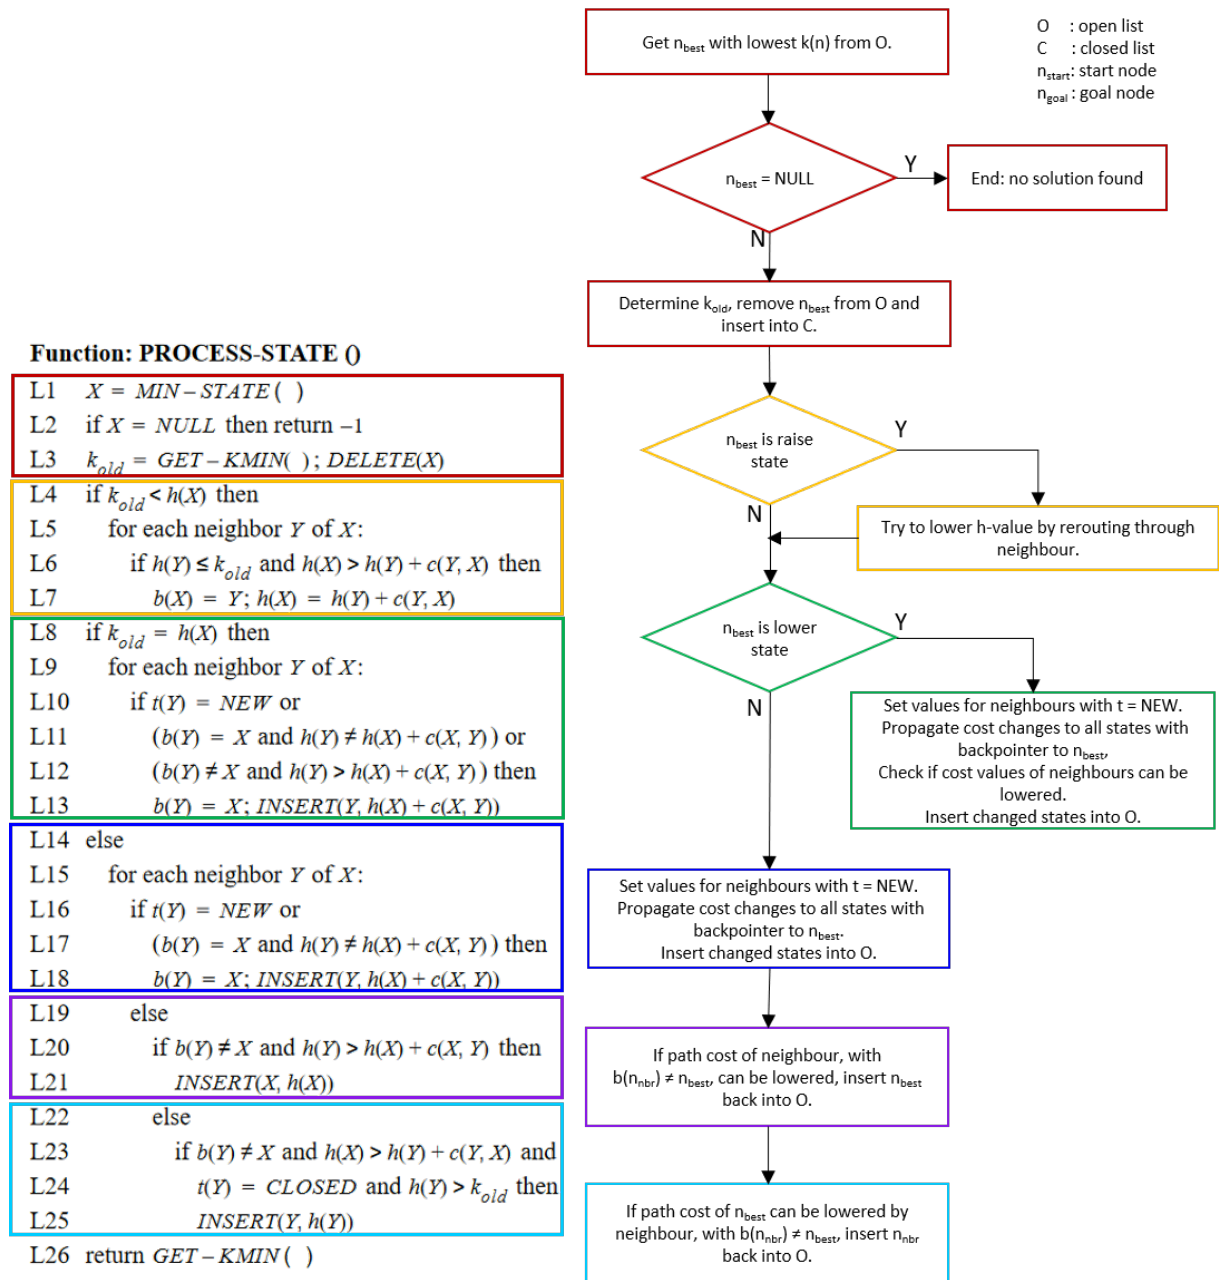 Get nbest with lowest k(n) from O.
O : open list
C : closed list
nstart: start node
ngoal : goal node
nbest = NULL
Y
End: no solution found
N
Determine kold, remove nbest from O and
insert into C.
nbest is raise
state
Y
N
Try to lower h-value by rerouting through
neighbour.
nbest is lower
state
Y
N
Set values for neighbours with t = NEW.
Propagate cost changes to all states with
backpointer to nbest,
Check if cost values of neighbours can be
lowered.
Insert changed states into O.
Set values for neighbours with t = NEW.
Propagate cost changes to all states with
backpointer to nbest.
Insert changed states into O.
If path cost of neighbour, with
b(nnbr) ≠ nbest, can be lowered, insert nbest
back into O.
If path cost of nbest can be lowered by
neighbour, with b(nnbr) ≠ nbest, insert nnbr
back into O.
Function: PROCESS-STATE ()
L1 X = MIN – STATE ( )
L2 if X = NULL then return –1
L3 kold = GET – KMIN( ) ; DELETE(X)
L4 if kold < h(X) then
L5 for each neighbor Y of X:
L6 if h(Y) ≤ kold and h(X) > h(Y) + c(Y, X) then
L7 b(X) = Y; h(X) = h(Y) + c(Y, X)
L8 if kold = h(X) then
L9 for each neighbor Y of X:
L10 if t(Y) = NEW or
L11 (b(Y) = X and h(Y) ≠ h(X) + c(X, Y)) or
L12 (b(Y) ≠ X and h(Y) > h(X) + c(X, Y)) then
L13 b(Y) = X; INSERT(Y, h(X) + c(X, Y))
L14 else
L15 for each neighbor Y of X:
L16 if t(Y) = NEW or
L17 (b(Y) = X and h(Y) ≠ h(X) + c(X, Y)) then
L18 b(Y) = X; INSERT(Y, h(X) + c(X, Y))
L19 else
L20 if b(Y) ≠ X and h(Y) > h(X) + c(X, Y) then
L21 INSERT(X, h(X))
L22 else
L23 if b(Y) ≠ X and h(X) > h(Y) + c(Y, X) and
L24 t(Y) = CLOSED and h(Y) > kold then
L25 INSERT(Y, h(Y))
L26 return GET – KMIN ( )